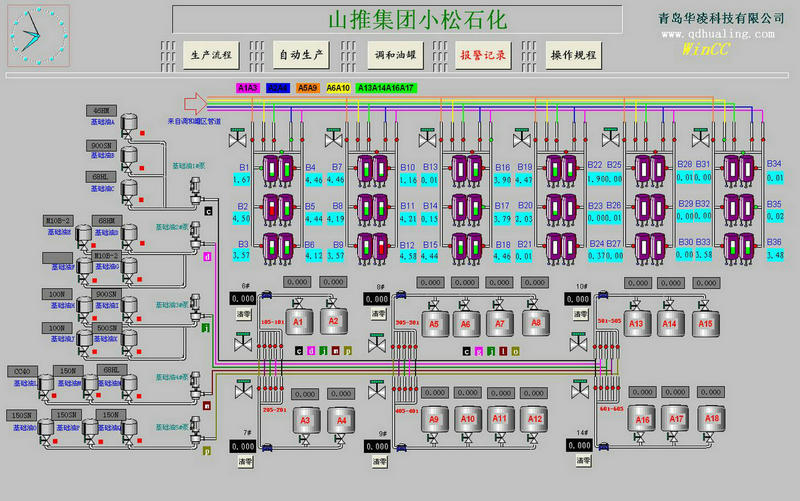 山推集团小松石化
青岛华凌科技有限公司
www.qdhualing.com
WinCC
生产流程
自动生产
调和油罐
报警记录
操作规程
A1A3
A2A4
A5A9
A6A10
A13A14A16A17
来自调和罐区管道
46HM
基础油A
900SN
基础油B
68HL
基础油C
基础油1#泵
c
M10B-2
68HM
基础油E
基础油D
基础油2#泵
d
M10B-2
基础油F
基础油G
100N
900SN
基础油H
基础油I
基础油3#泵
j
100N
500SX
基础油J
基础油K
CC40
150N
68HL
基础油L
基础油M
基础油N
基础油4#泵
n
150SN
150SN
150N
基础油O
基础油P
基础油Q
基础油5#泵
p
B1
B4
B7
B10
B13
B16
B19
B22
B25
B28
B31
B34
1.67
4.46
4.46
1.16
0.01
3.90
4.47
1.90
0.00
0.01
0.00
0.01
B2
B5
B8
B11
B14
B17
B20
B23
B26
B29
B32
B35
4.50
4.44
4.19
4.21
0.15
3.79
2.03
0.00
0.01
0.00
0.00
0.02
B3
B6
B9
B12
B15
B18
B21
B24
B27
B30
B33
B36
3.57
4.12
3.57
4.58
4.44
4.46
0.01
0.37
0.00
0.00
3.58
3.48
6#
0.000
清零
0.000
0.000
A1
A2
105-101
8#
0.000
清零
0.000
0.000
0.000
0.000
A5
A6
A7
A8
305-301
10#
0.000
清零
0.000
0.000
0.000
A13
A14
A15
501-505
c d j n p
c g j l o
7#
0.000
清零
0.000
0.000
A3
A4
205-201
9#
0.000
清零
0.000
0.000
0.000
0.000
A9
A10
A11
A12
405-401
14#
0.000
清零
0.000
0.000
0.000
A16
A17
A18
601-605